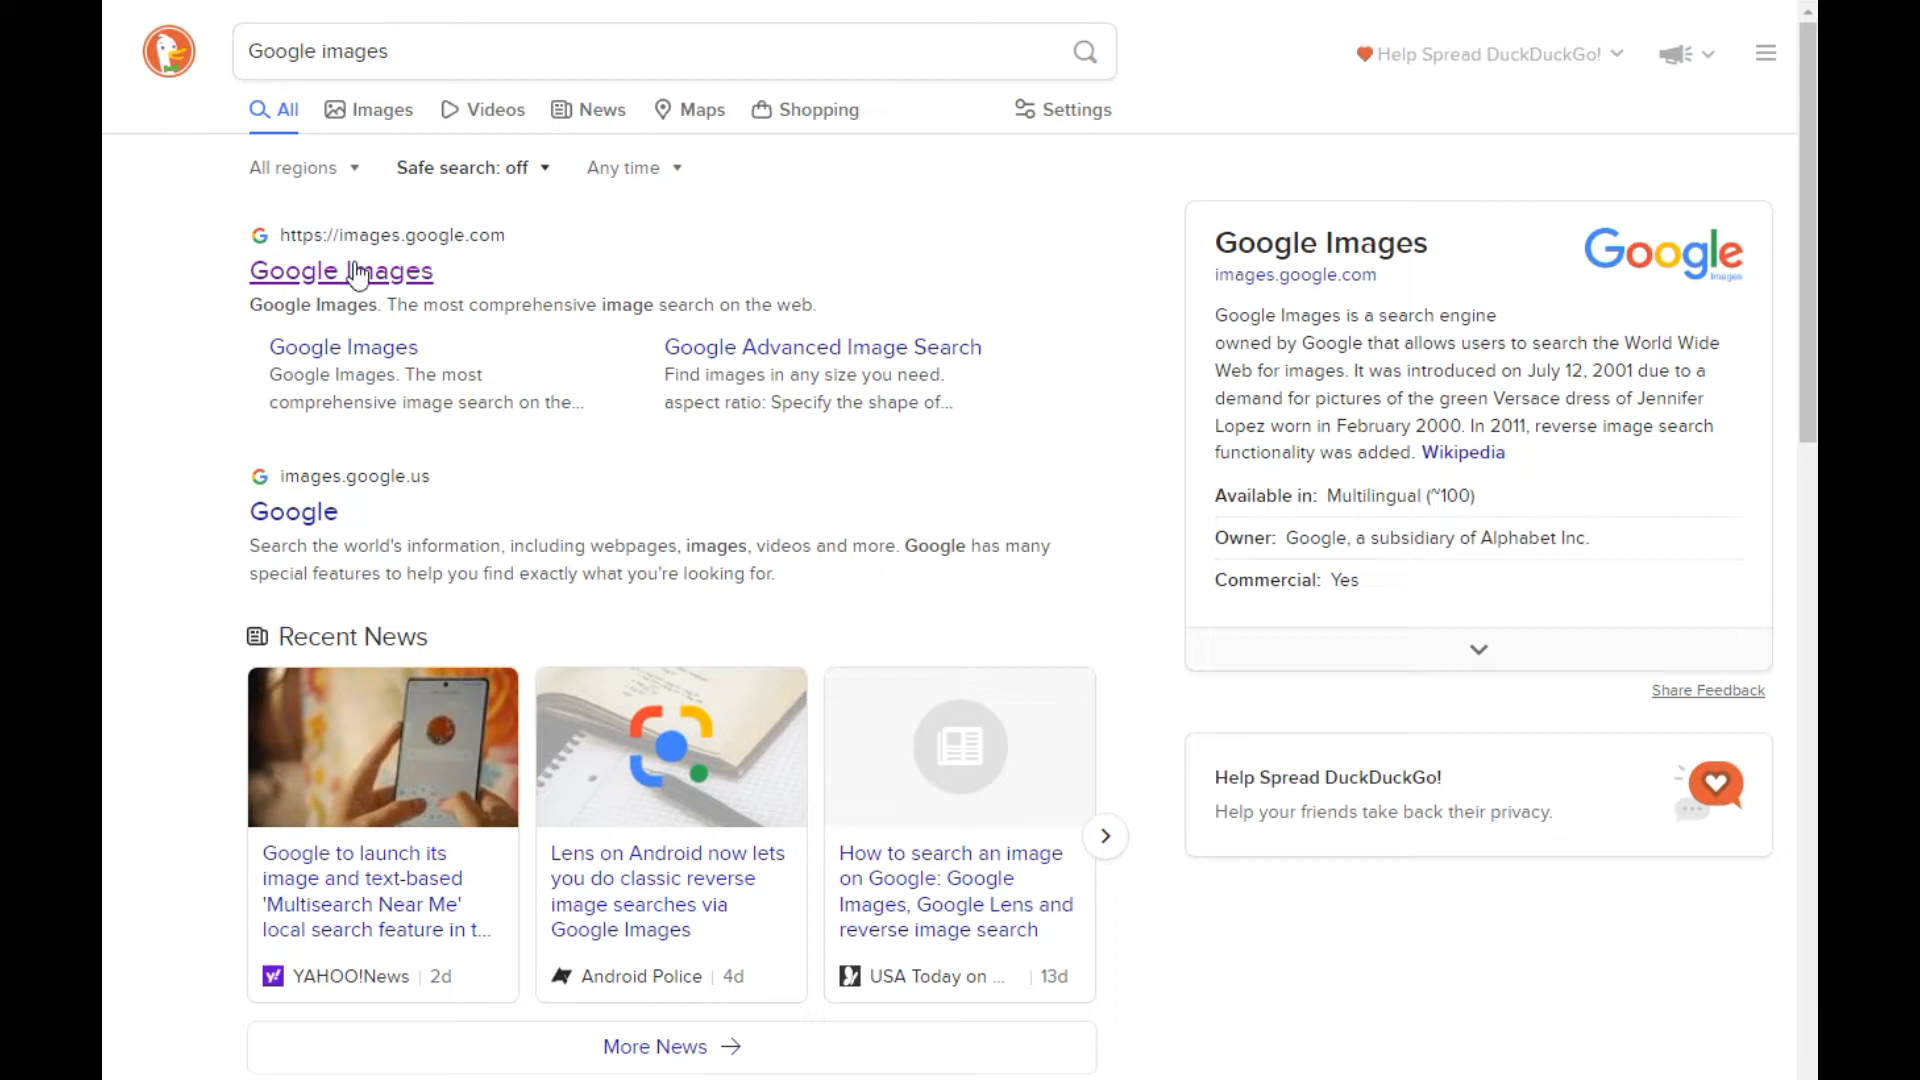 Google images
Help Spread DuckDuckGo!
All
Images
Videos
News
Maps
Shopping
Settings
All regions
Safe search: off
Any time
https://images.google.com
Google Images
Google Images. The most comprehensive image search on the web.
Google Images
Google Images. The most
comprehensive image search on the...
Google Advanced Image Search
Find images in any size you need.
aspect ratio: Specify the shape of...
images.google.us
Google
Search the world's information, including webpages, images, videos and more. Google has many
special features to help you find exactly what you're looking for.
Recent News
Google to launch its
image and text-based
'Multisearch Near Me'
local search feature in t...
y! YAHOO!News | 2d
Lens on Android now lets
you do classic reverse
image searches via
Google Images
Android Police | 4d
How to search an image
on Google: Google
Images, Google Lens and
reverse image search
USA Today on ... | 13d
More News
Google Images
images.google.com
Google
Images
Google Images is a search engine
owned by Google that allows users to search the World Wide
Web for images. It was introduced on July 12, 2001 due to a
demand for pictures of the green Versace dress of Jennifer
Lopez worn in February 2000. In 2011, reverse image search
functionality was added. Wikipedia
Available in: Multilingual (~100)
Owner: Google, a subsidiary of Alphabet Inc.
Commercial: Yes
Share Feedback
Help Spread DuckDuckGo!
Help your friends take back their privacy.